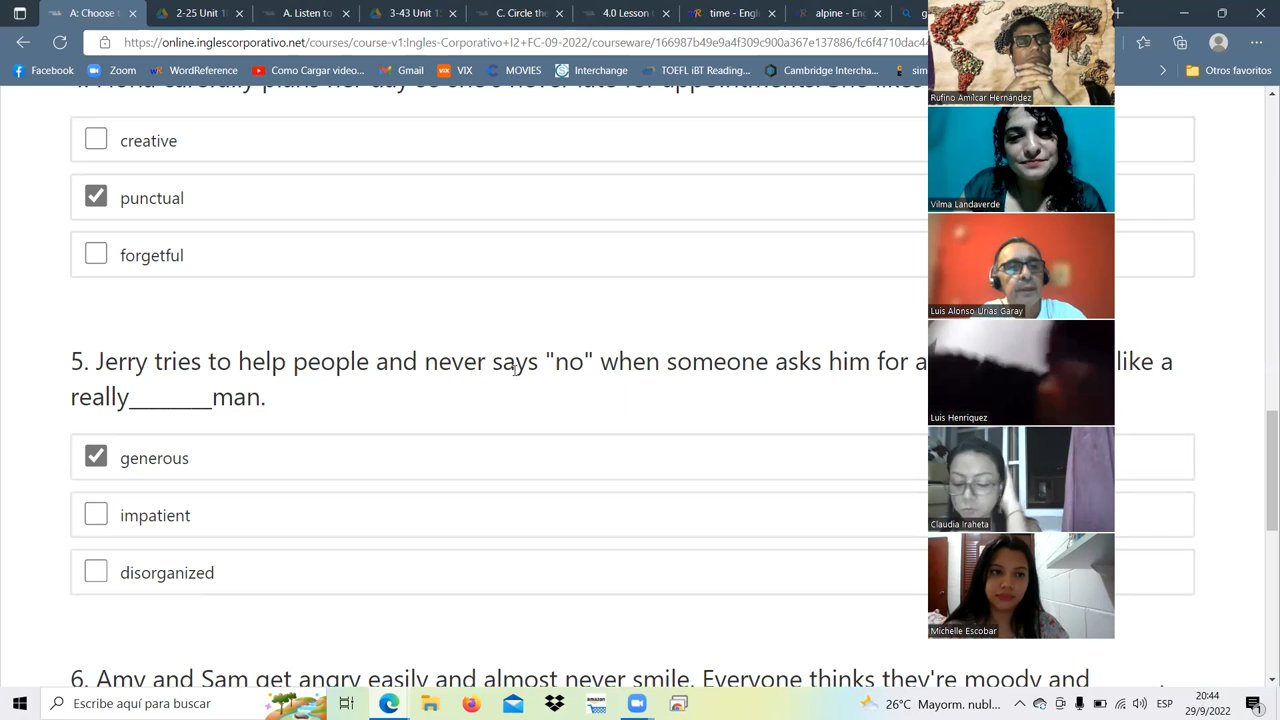 A: Choose t
2-25 Unit 1
A. Listen to
3-43 Unit 1
C. Circle the
4.0 Lesson
time - En
alpin
https://online.inglescorporativo.net/courses/course-v1:Ingles-Corporativo+I2+FC-09-2022/courseware/166987b49e9a4f309c900a367e137886/fc6f4710dac4
Facebook
Zoom
WordReference
Como Calcar video...
Gmail
VIX
MOVIES
Interchange
TOEFL iBT Reading...
Cambridge Intercha...
sim
Otros favoritos
creative
punctual
forgetful
5. Jerry tries to help people and never says "no" when someone asks him for a
like a
really_______man.
generous
impatient
disorganized
6. Amy and Sam get angry easily and almost never smile. Everyone thinks they're moody and
Rufino Amilcar Hernández
Vilma Landaverde
Luis Alonso Urias Garay
Luis Henriquez
Claudia Iraheta
Michelle Escobar
Escribe aquí para buscar
26°C Mayorm. nubl...
ESP
20:44
29/9/2022